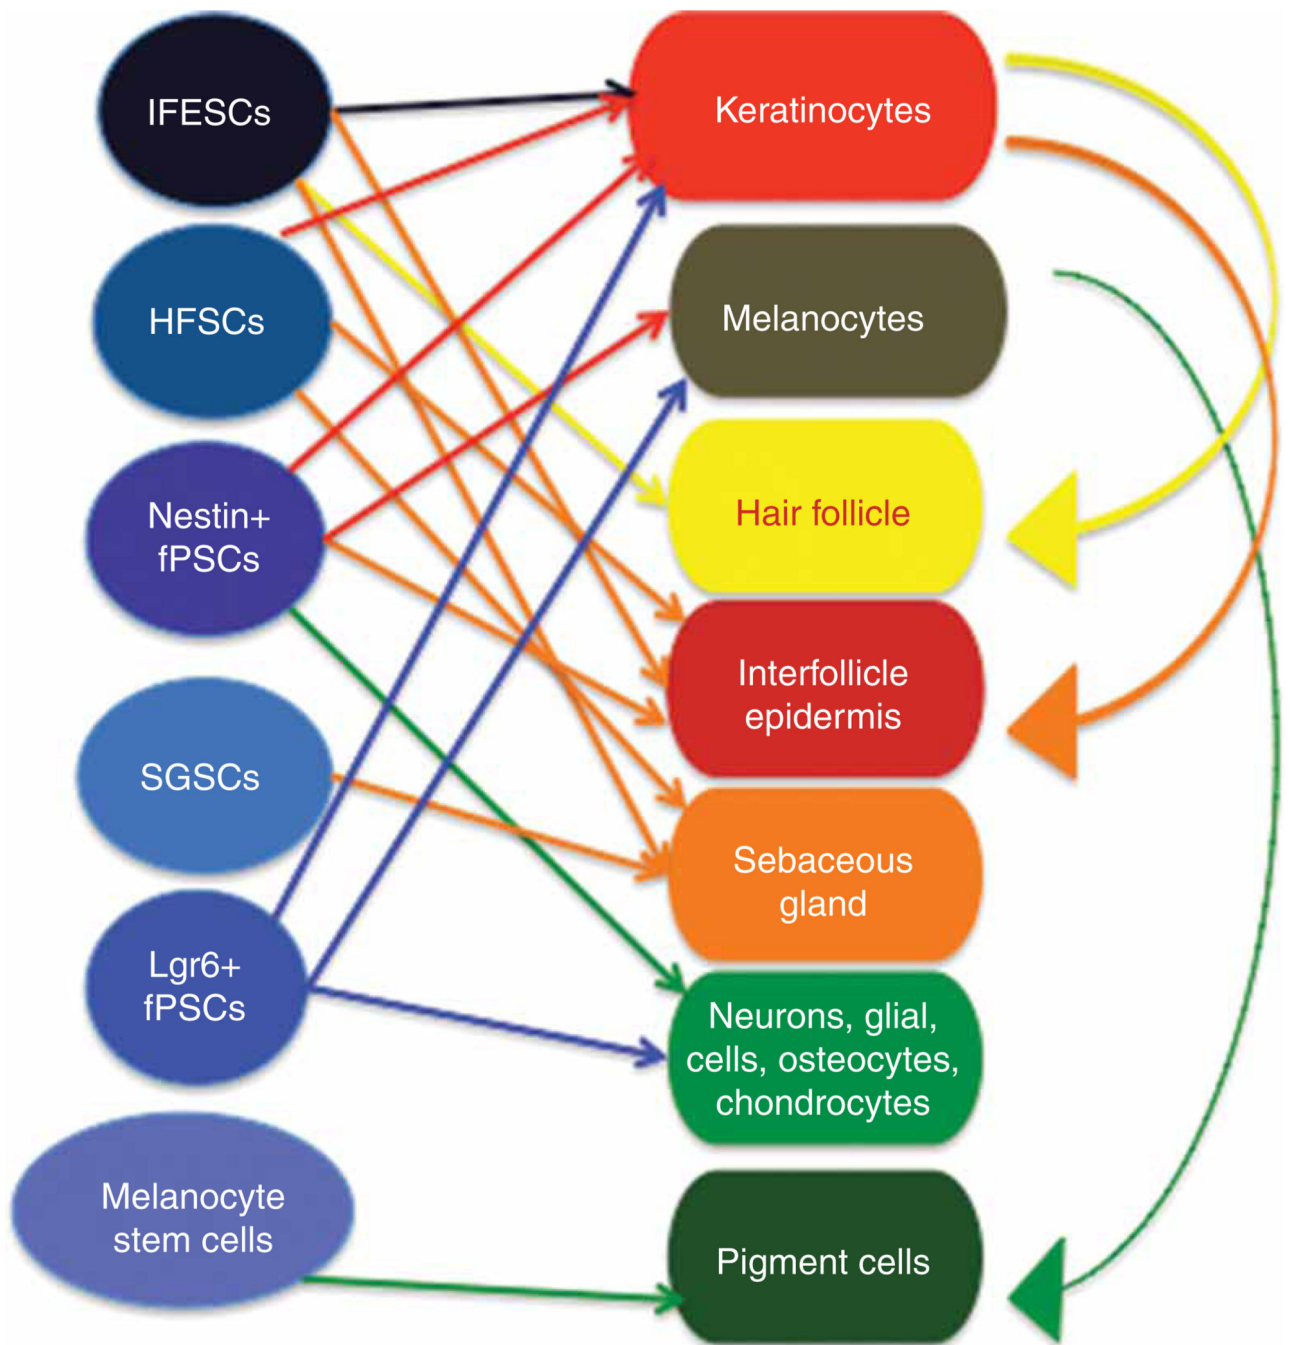 IFESCs
HFSCs
Nestin+
fPSCs
SGSCs
Lgr6+
fPSCs
Melanocyte
stem cells
Keratinocytes
Melanocytes
Hair follicle
Interfollicle
epidermis
Sebaceous
gland
Neurons, glial,
cells, osteocytes,
chondrocytes
Pigment cells